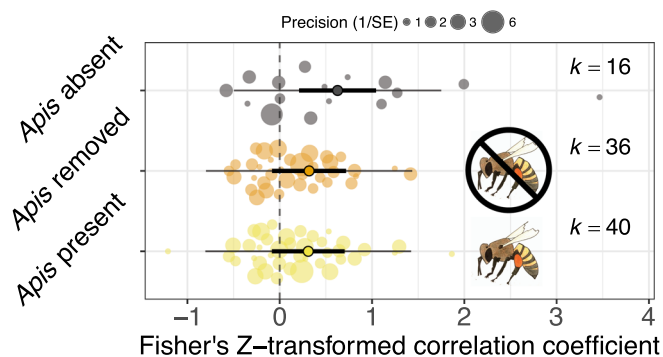 Precision (1/SE) 1 2 3 6
Apis absent
k = 16
Apis removed
k = 36
Apis present
k = 40
−1 0 1 2 3 4
Fisher's Z−transformed correlation coefficient